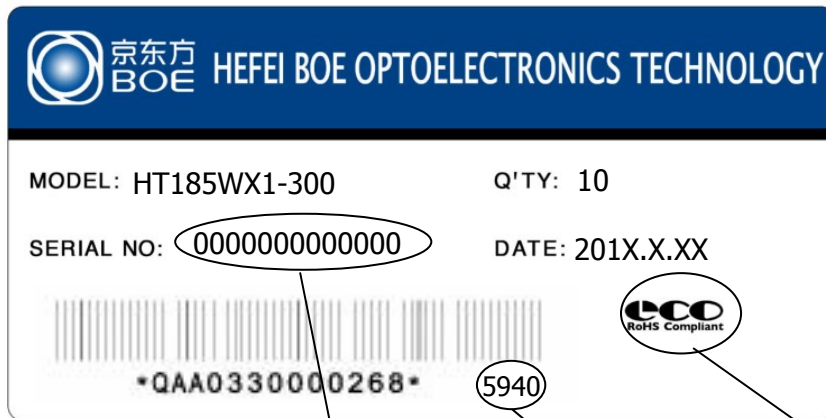 京东方
BOE HEFEI BOE OPTOELECTRONICS TECHNOLOGY
MODEL: HT185WX1-300 Q'TY: 10
SERIAL NO: 0000000000000 DATE: 201X.X.XX
eco
RoHS Compliant
*QAA0330000268* 5940